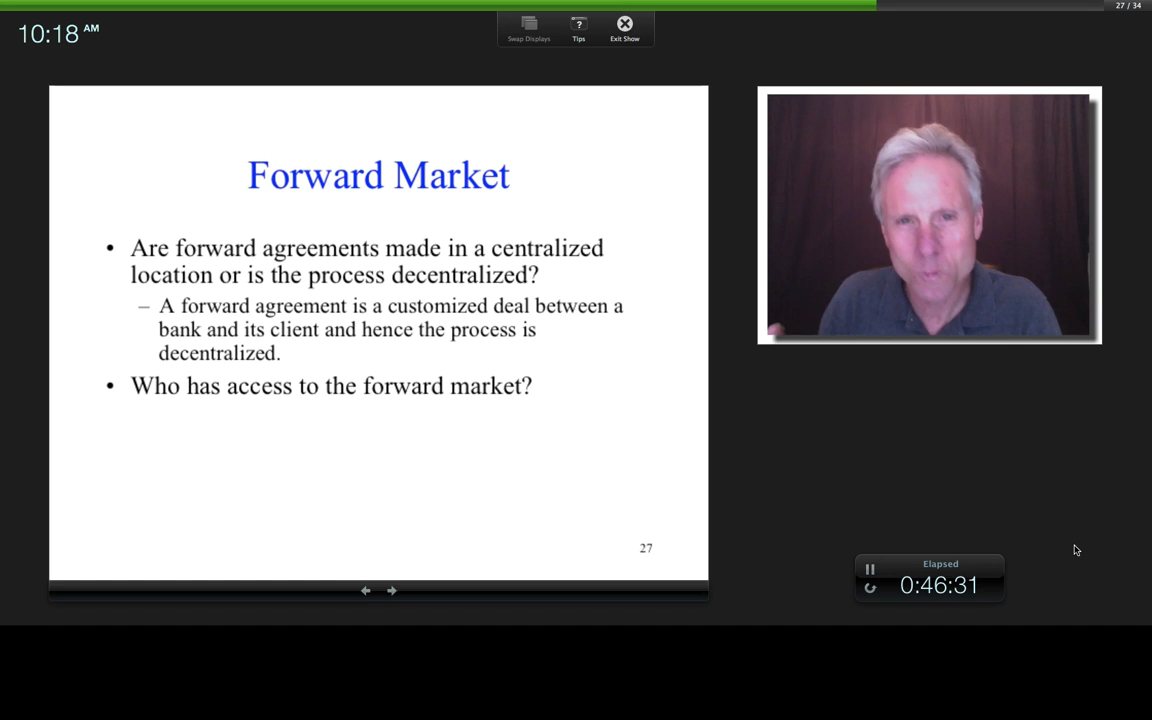 27 / 34
10:18 AM
Swap Displays
?
Tips
Exit Show
Forward Market
• Are forward agreements made in a centralized
location or is the process decentralized?
– A forward agreement is a customized deal between a
bank and its client and hence the process is
decentralized.
• Who has access to the forward market?
27
Elapsed
0:46:31